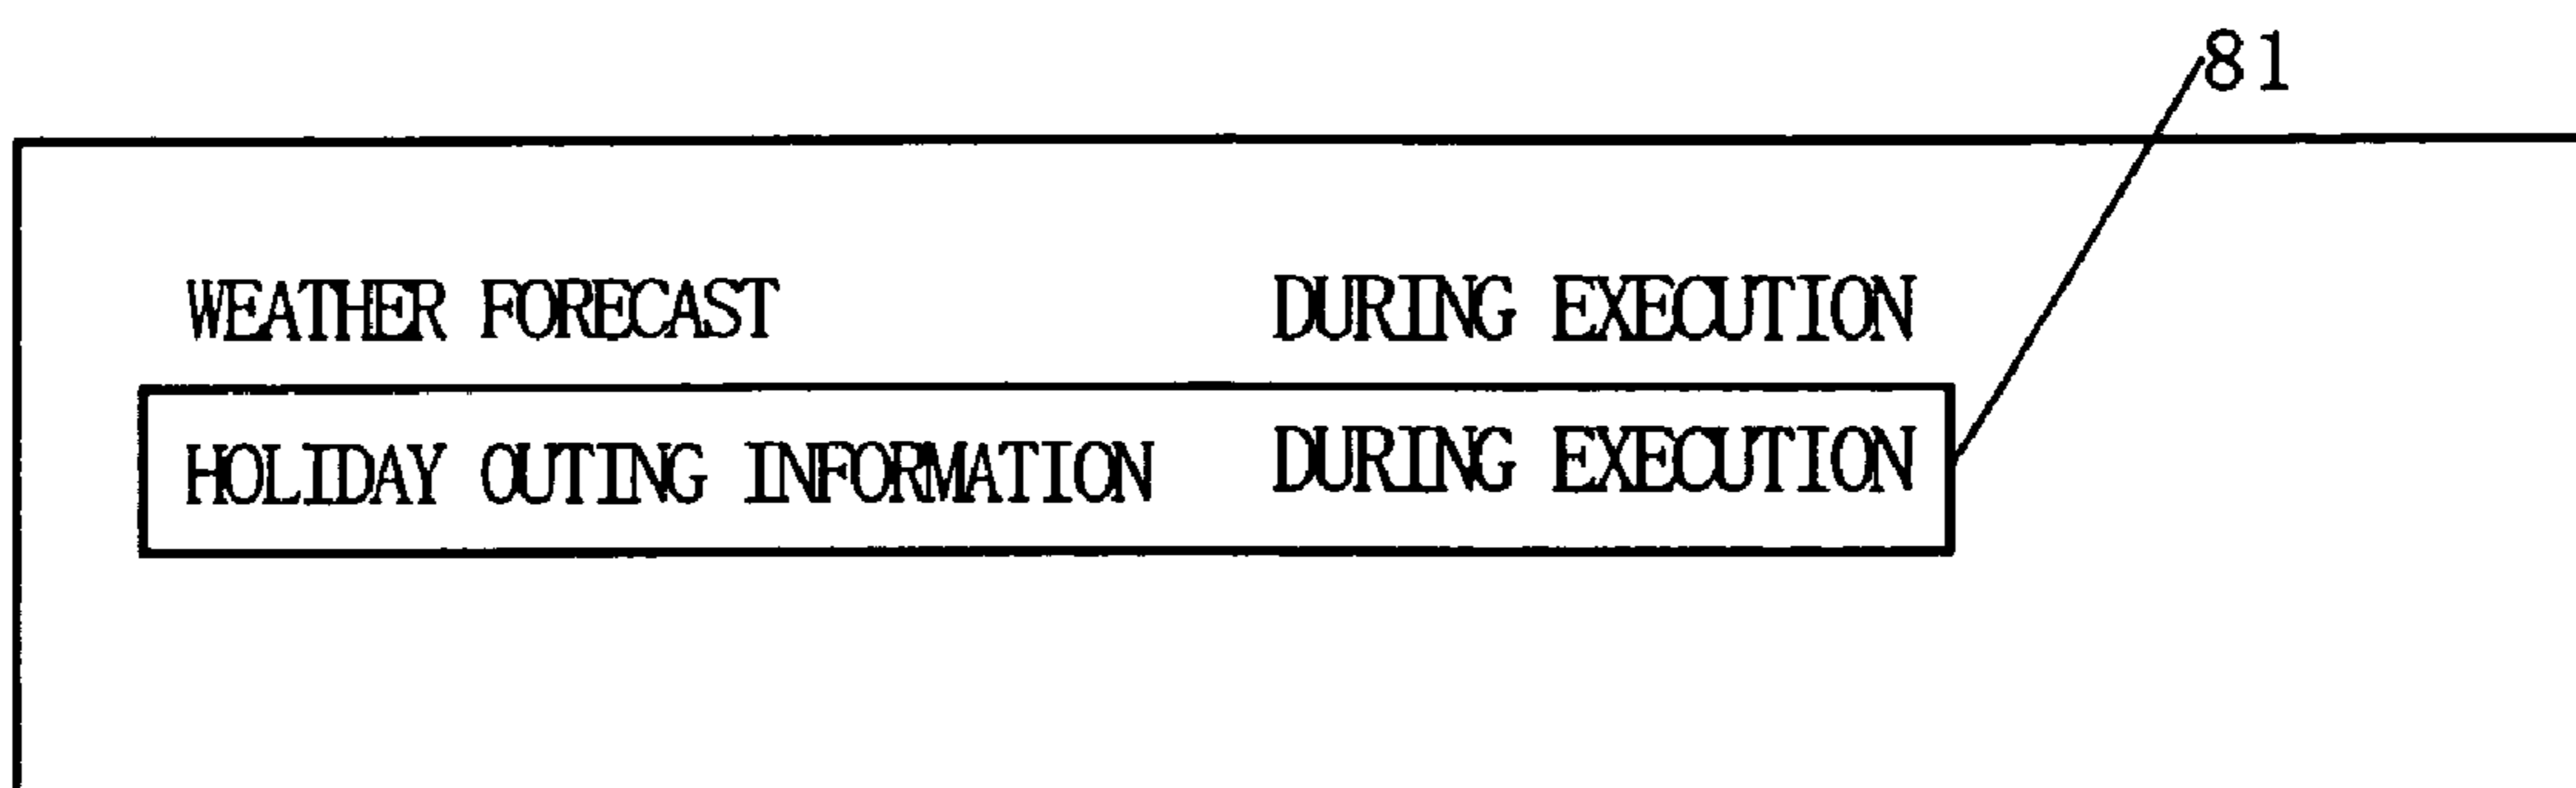 81
WEATHER FORECAST DURING EXECUTION
HOLIDAY OUTING INFORMATION DURING EXECUTION